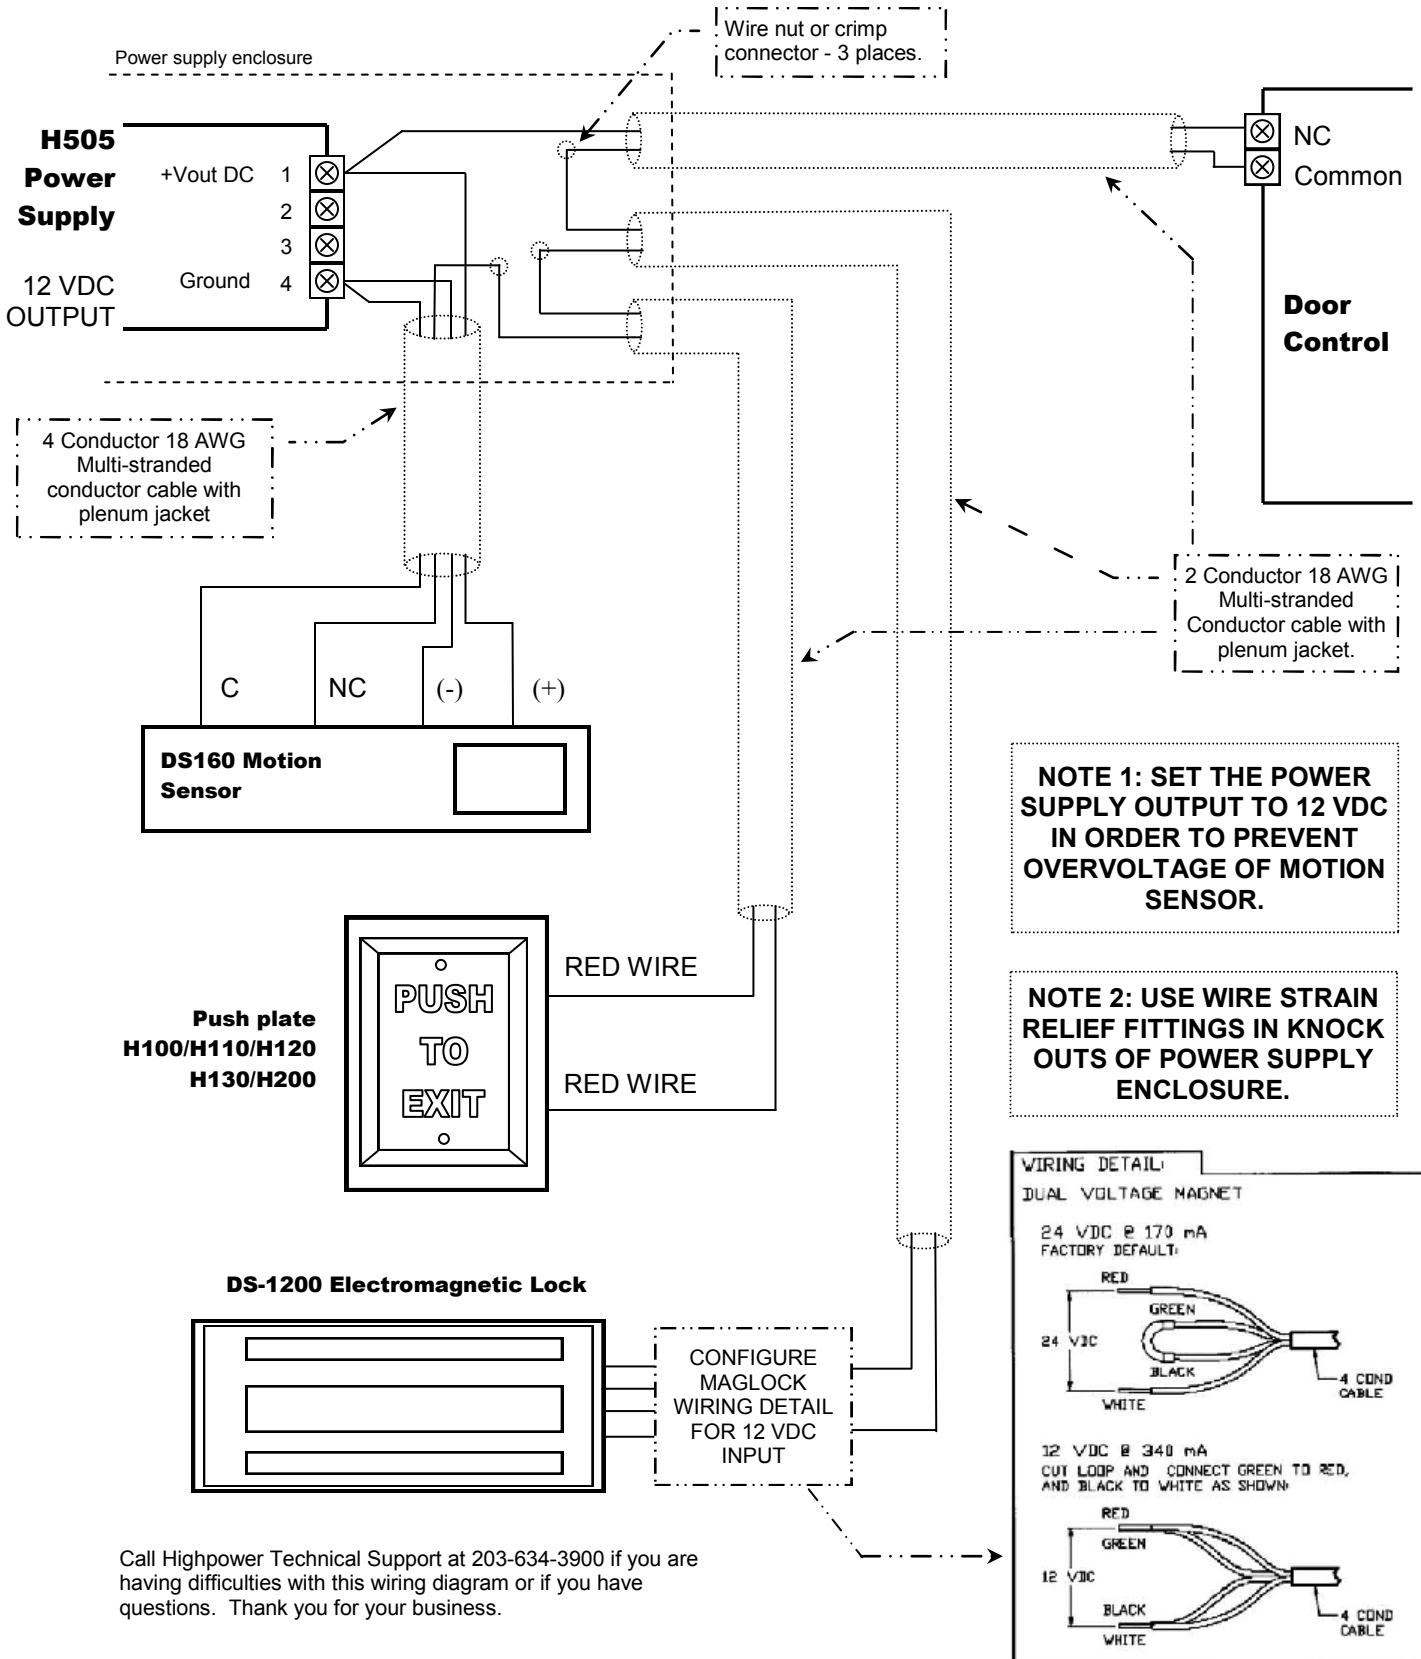 Wire nut or crimp
connector - 3 places.
Power supply enclosure
H505
Power
Supply
12 VDC
OUTPUT
+Vout DC 1
2
3
Ground 4
NC
Common
Door
Control
4 Conductor 18 AWG
Multi-stranded
conductor cable with
plenum jacket
2 Conductor 18 AWG
Multi-stranded
Conductor cable with
plenum jacket.
C NC (-) (+)
DS160 Motion
Sensor
NOTE 1: SET THE POWER
SUPPLY OUTPUT TO 12 VDC
IN ORDER TO PREVENT
OVERVOLTAGE OF MOTION
SENSOR.
RED WIRE
PUSH
TO
EXIT
Push plate
H100/H110/H120
H130/H200
RED WIRE
NOTE 2: USE WIRE STRAIN
RELIEF FITTINGS IN KNOCK
OUTS OF POWER SUPPLY
ENCLOSURE.
DS-1200 Electromagnetic Lock
CONFIGURE
MAGLOCK
WIRING DETAIL
FOR 12 VDC
INPUT
WIRING DETAIL:
DUAL VOLTAGE MAGNET
24 VDC @ 170 mA
FACTORY DEFAULT:
RED
GREEN
24 VDC
BLACK
WHITE
4 COND
CABLE
12 VDC @ 340 mA
CUT LOOP AND CONNECT GREEN TO RED,
AND BLACK TO WHITE AS SHOWN:
RED
GREEN
12 VDC
BLACK
WHITE
4 COND
CABLE
Call Highpower Technical Support at 203-634-3900 if you are
having difficulties with this wiring diagram or if you have
questions. Thank you for your business.